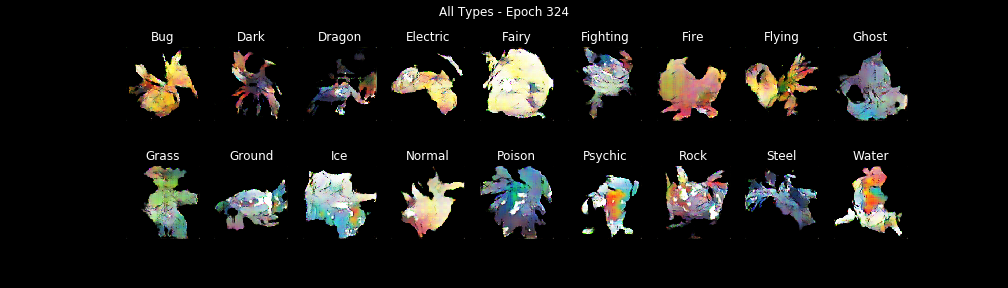 All Types - Epoch 324
Bug Dark Dragon Electric Fairy Fighting Fire Flying Ghost
Grass Ground Ice Normal Poison Psychic Rock Steel Water